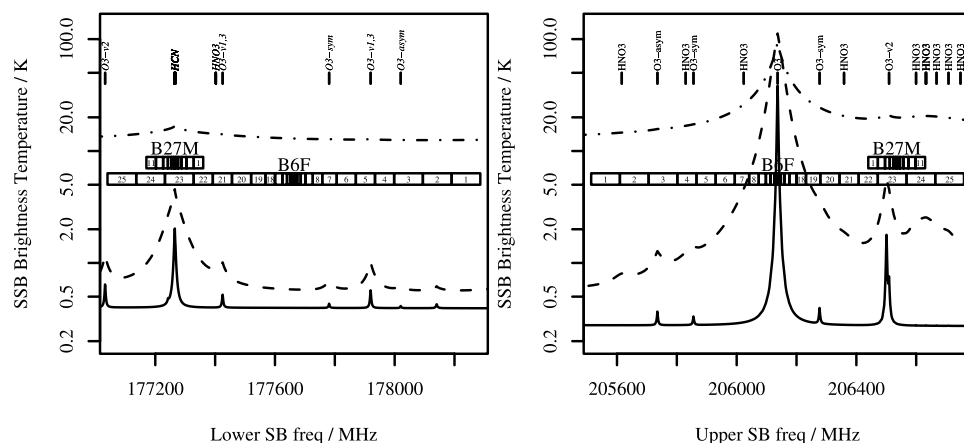 SSB Brightness Temperature / K
0.2 0.5 1.0 2.0 5.0 20.0 100.0
O3−v2
HCN
HNO3
O3−v1,3
O3−sym
O3−v1,3
O3−asym
B27M
B6F
25 24 23 22 21 20 19 18 8 7 6 5 4 3 2 1
177200 177600 178000
Lower SB freq / MHz
SSB Brightness Temperature / K
0.2 0.5 1.0 2.0 5.0 20.0 100.0
HNO3
O3−asym
HNO3
O3−sym
HNO3
O3
O3−sym
HNO3
O3−v2
HNO3
HNO3
HNO3
HNO3
HNO3
B27M
B6F
1 2 3 4 5 6 7 8 18 19 20 21 22 23 24 25
205600 206000 206400
Upper SB freq / MHz